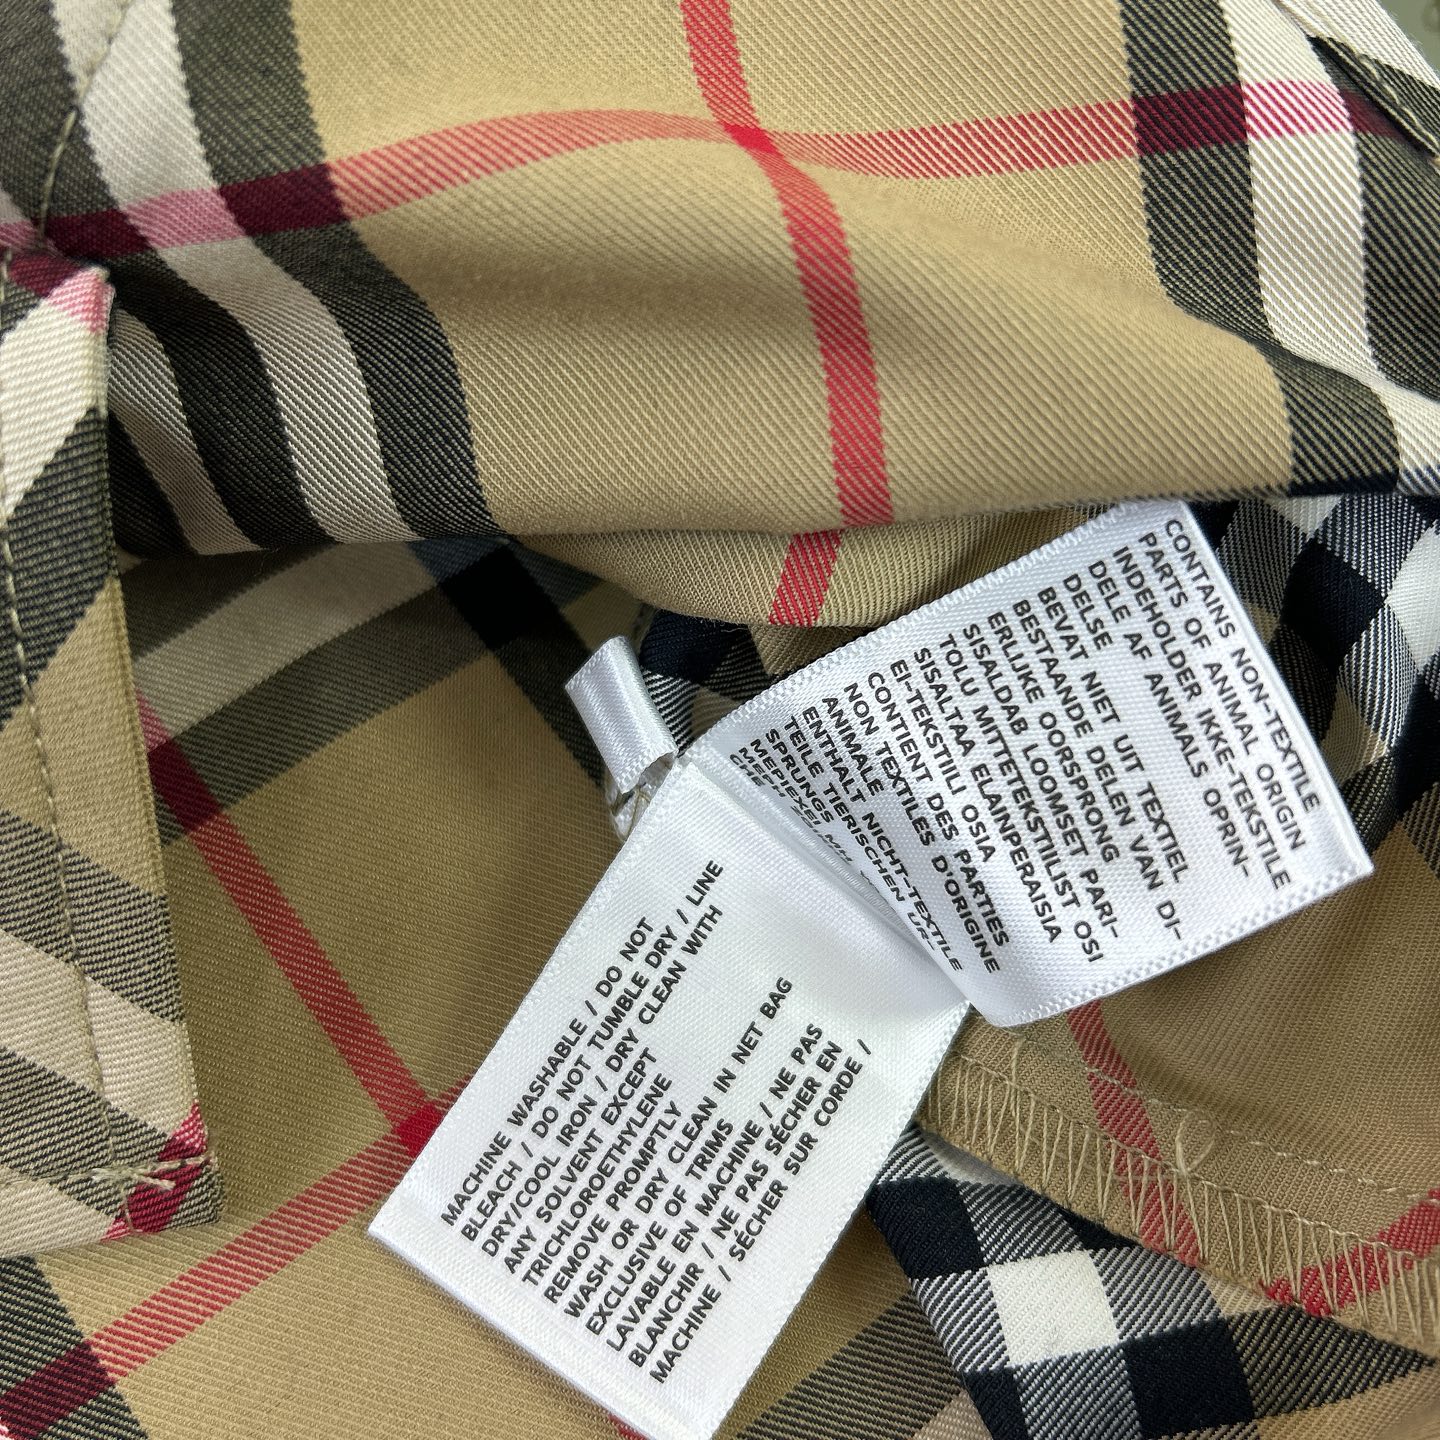 MACHINE WASHABLE / DO NOT
BLEACH / DO NOT TUMBLE DRY / LINE
DRY/COOL IRON / DRY CLEAN WITH
ANY SOLVENT EXCEPT
TRICHLOROETHYLENE
REMOVE PROMPTLY
WASH OR DRY CLEAN IN NET BAG
EXCLUSIVE OF TRIMS
LAVABLE EN MACHINE / NE PAS
BLANCHIR / NE PAS SÉCHER EN
MACHINE / SÉCHER SUR CORDE /
CONTAINS NON-TEXTILE
PARTS OF ANIMAL ORIGIN
INDEHOLDER IKKE-TEKSTILE
DELE AF ANIMALS OPRIN-
DELSE
BEVAT NIET UIT TEXTIEL
BESTAANDE DELEN VAN DI-
ERLIJKE OORSPRONG
SISALDAB LOOMSET PARI-
TOLU MITTETEKSTIILIST OSI
SISALTAA ELAINPERAISIA
EI-TEKSTIILI OSIA
CONTIENT DES PARTIES
NON TEXTILES D'ORIGINE
ANIMALE
ENTHALT NICHT-TEXTILE
TEILE TIERISCHEN UR-
SPRUNGS